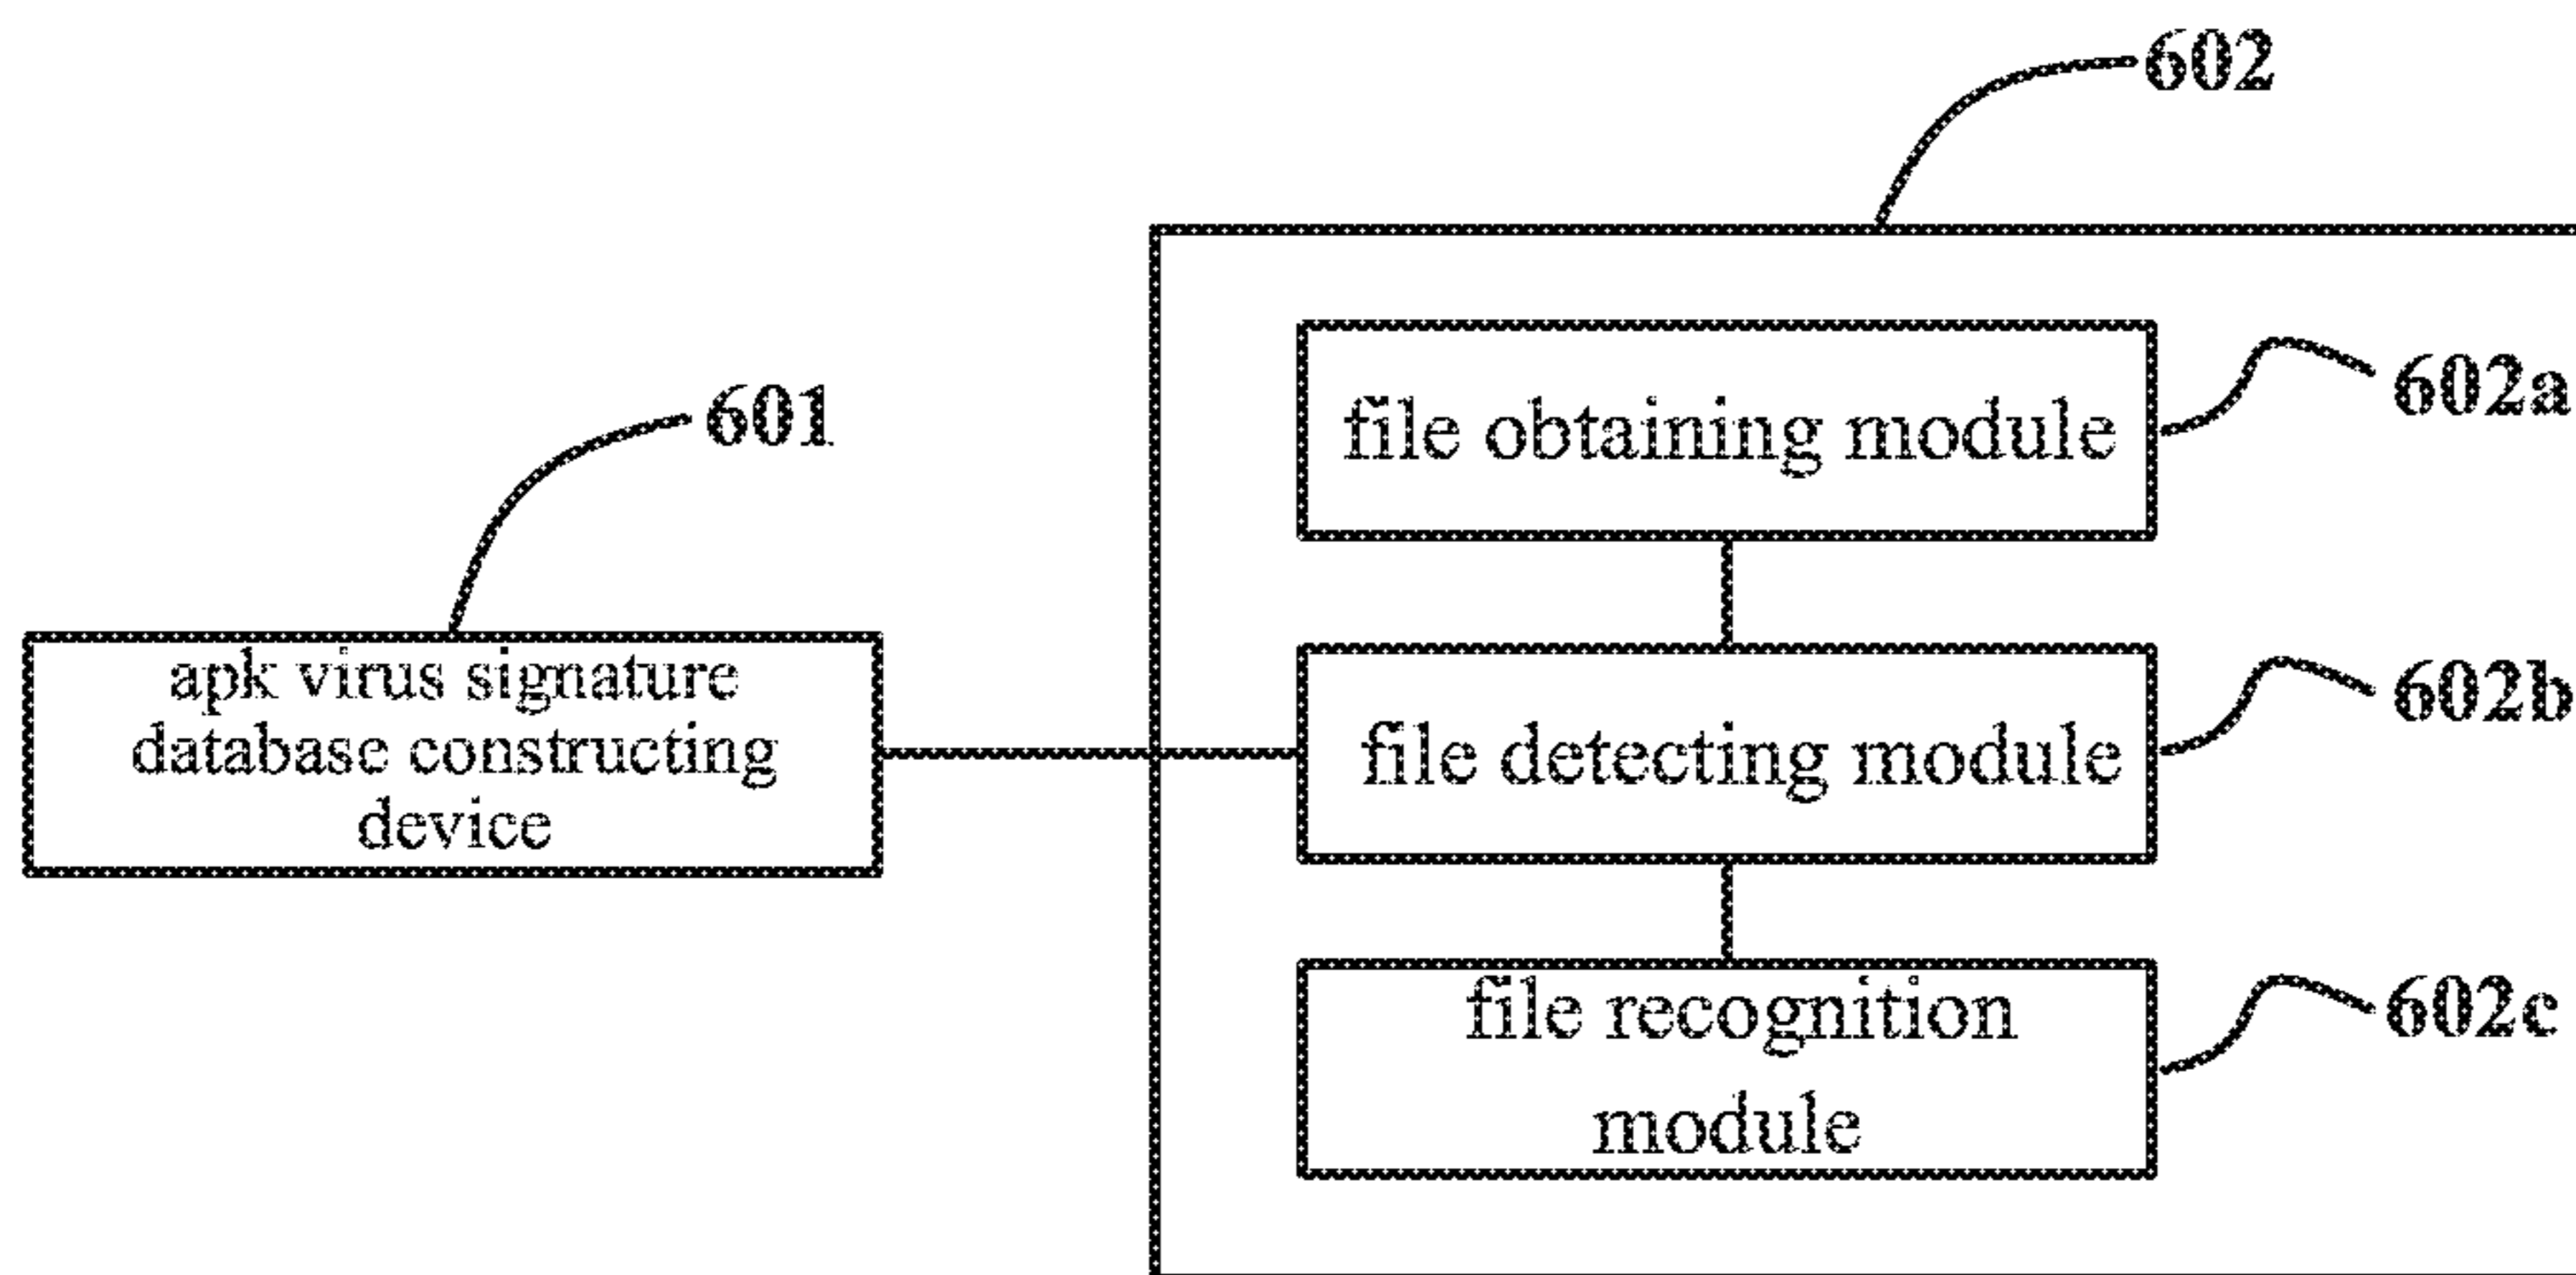 602
file obtaining module
602a
601
apk virus signature
database constructing
device
file detecting module
602b
file recognition
module
602c